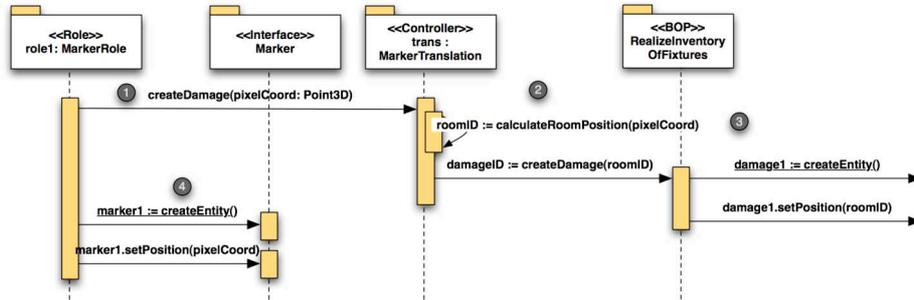 <<Role>>
role1: MarkerRole
<<Interface>>
Marker
<<Controller>>
trans :
MarkerTranslation
<<BOP>>
RealizeInventory
OfFixtures
1
createDamage(pixelCoord: Point3D)
2
roomID := calculateRoomPosition(pixelCoord)
3
damageID := createDamage(roomID)
damage1 := createEntity()
4
marker1 := createEntity()
damage1.setPosition(roomID)
marker1.setPosition(pixelCoord)